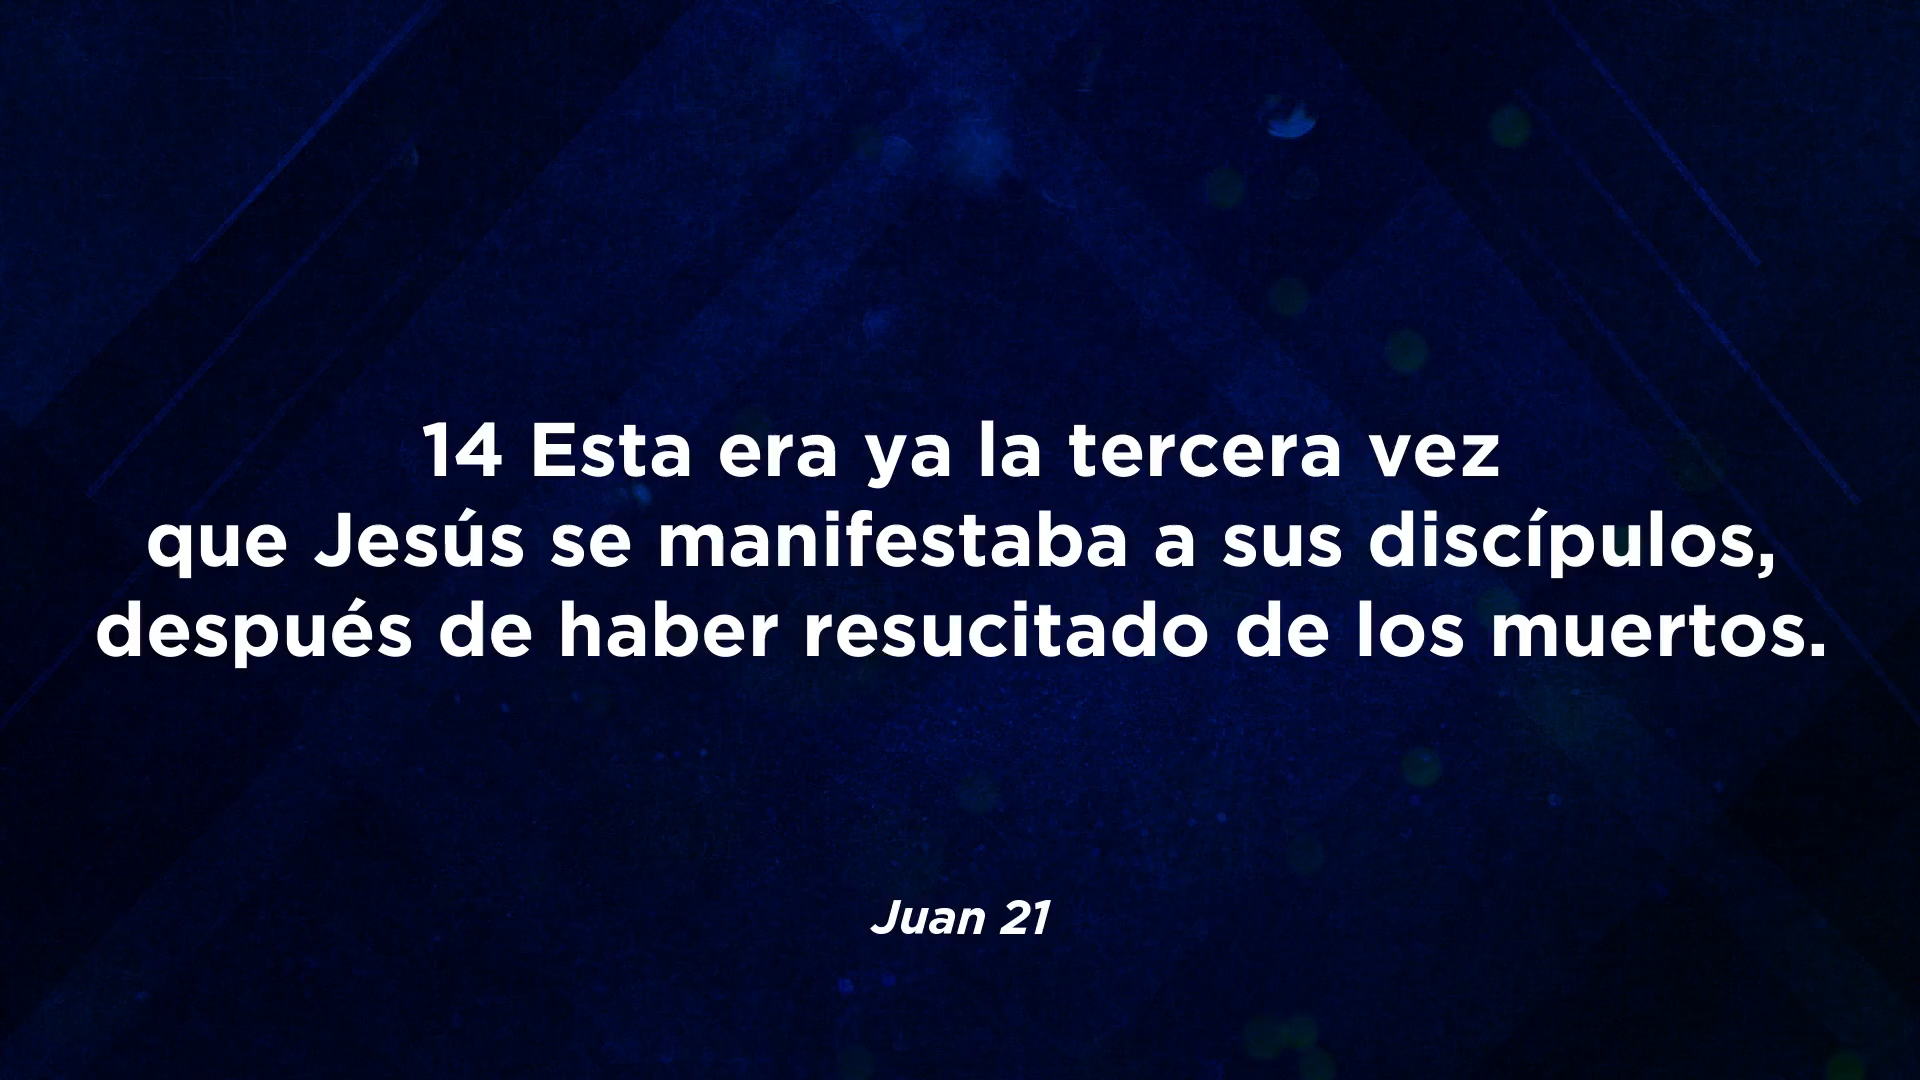 14 Esta era ya la tercera vez
que Jesús se manifestaba a sus discípulos,
después de haber resucitado de los muertos.
Juan 21